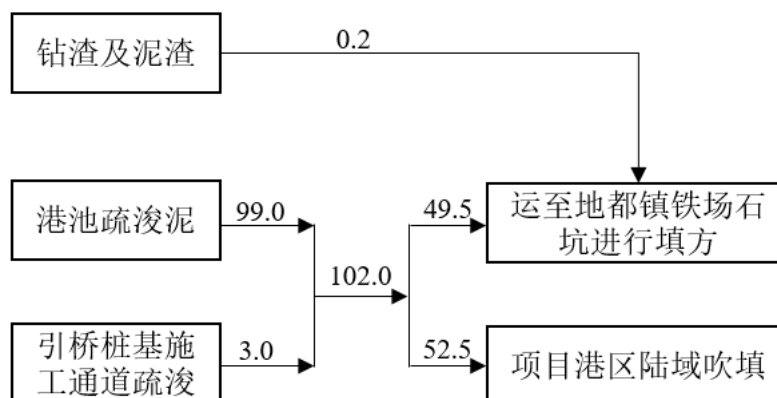 钻渣及泥渣
0.2
港池疏浚泥
99.0
49.5
运至地都镇铁场石
坑进行填方
102.0
引桥桩基施
工通道疏浚
3.0
52.5
项目港区陆域吹填